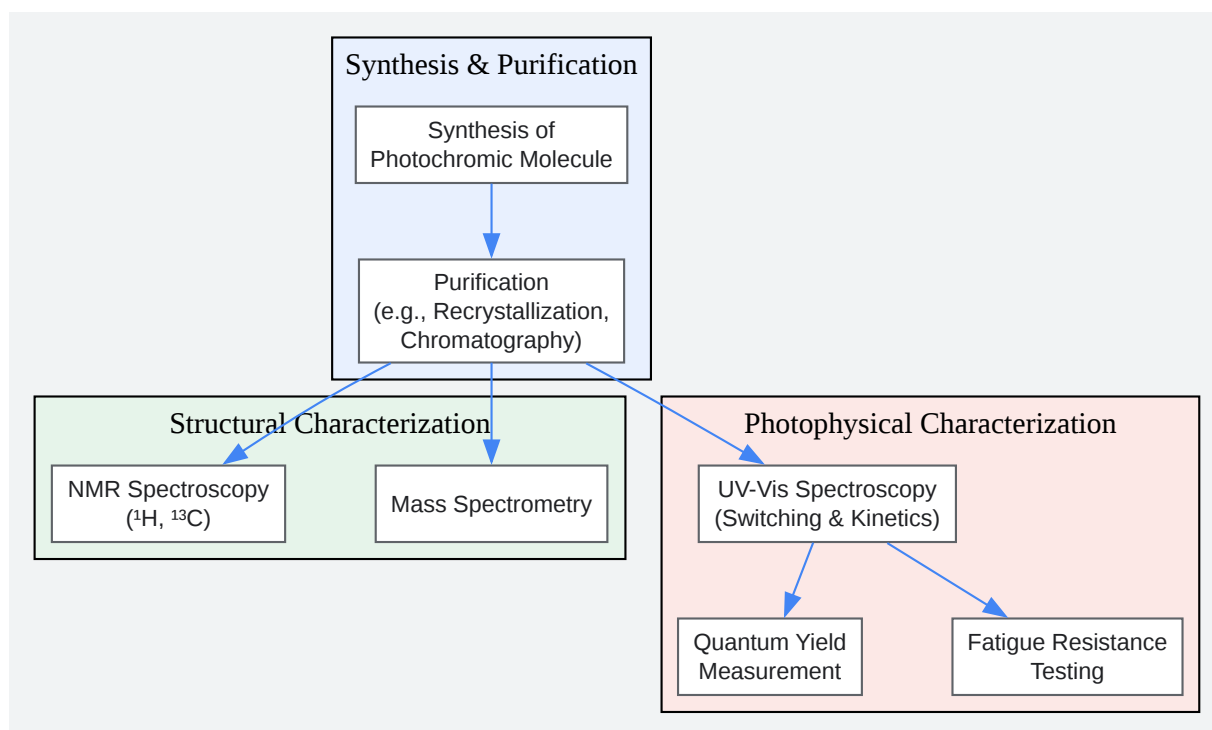 Synthesis & Purification
Synthesis of
Photochromic Molecule
Purification
(e.g., Recrystallization,
Chromatography)
Structural Characterization
NMR Spectroscopy
(¹H, ¹³C)
Mass Spectrometry
Photophysical Characterization
UV-Vis Spectroscopy
(Switching & Kinetics)
Quantum Yield
Measurement
Fatigue Resistance
Testing